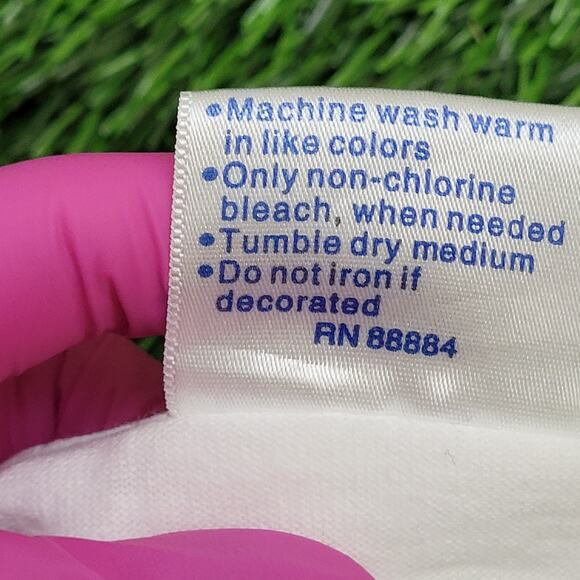 •Machine wash warm
in like colors
•Only non-chlorine
bleach, when needed
•Tumble dry medium
•Do not iron if
decorated
RN 88884